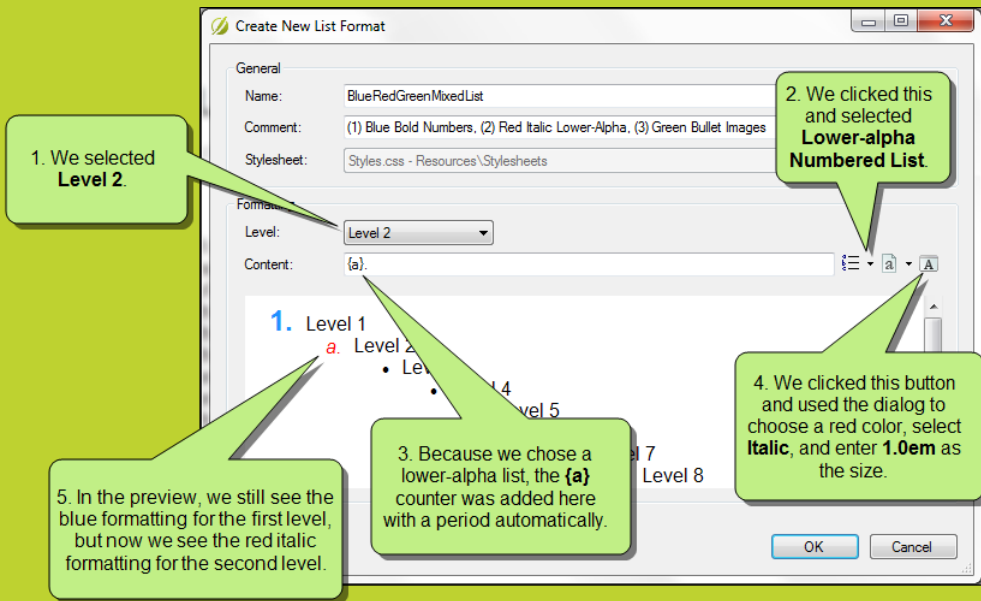 Create New List Format
General
Name:
BlueRedGreenMixedList
Comment:
(1) Blue Bold Numbers, (2) Red Italic Lower-Alpha, (3) Green Bullet Images
Stylesheet:
Styles.css - Resources\Stylesheets
1. We selected
Level 2.
2. We clicked this
and selected
Lower-alpha
Numbered List.
Level:
Level 2
Content:
{a}.
a
A
1. Level 1
a. Level 2
• Lev
• 4
vel 5
el 7
Level 8
3. Because we chose a
lower-alpha list, the {a}
counter was added here
with a period automatically.
4. We clicked this button
and used the dialog to
choose a red color, select
Italic, and enter 1.0em as
the size.
5. In the preview, we still see the
blue formatting for the first level,
but now we see the red italic
formatting for the second level.
OK
Cancel